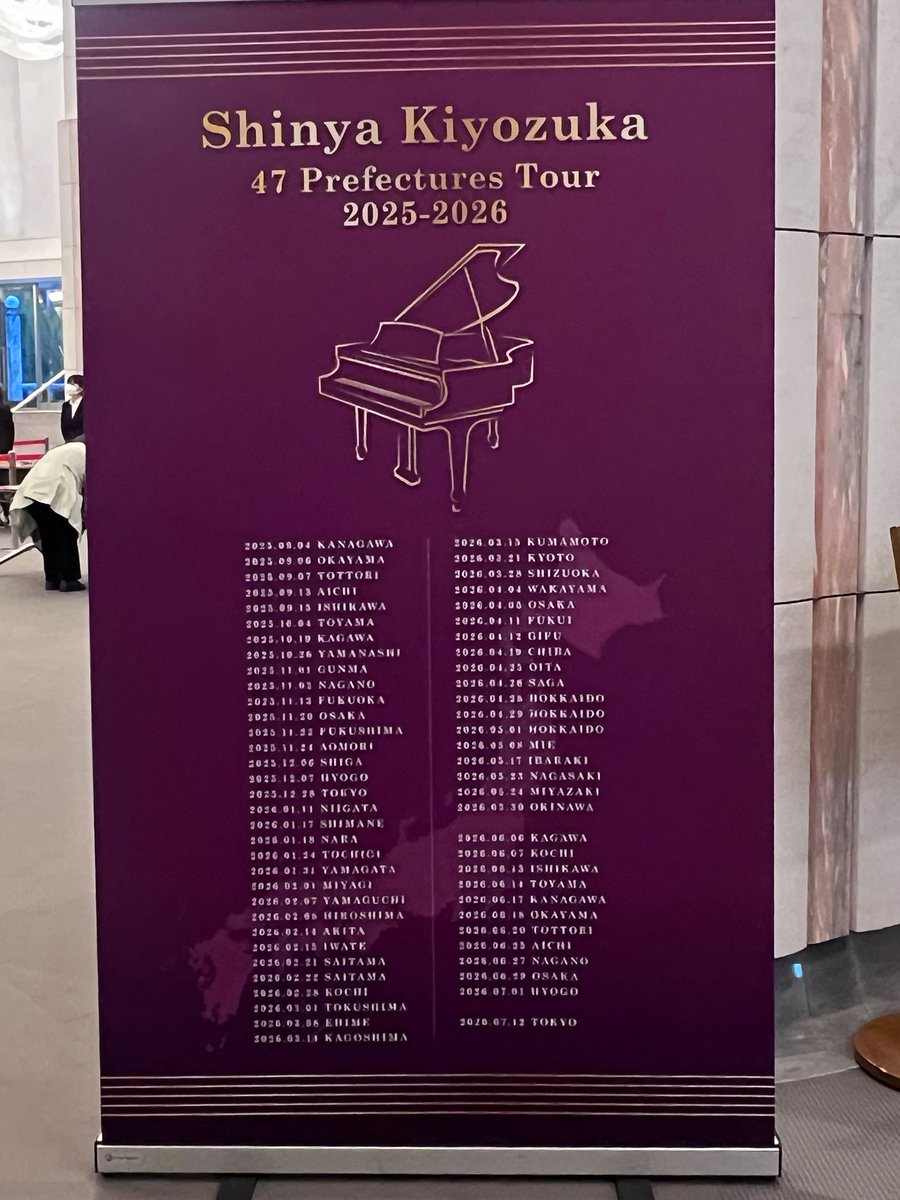 Shinya Kiyozuka
47 Prefectures Tour
2025-2026
2025.09.04 KANAGAWA
2025.09.06 OKAYAMA
2025.09.07 TOTTORI
2025.09.13 AICHI
2025.09.15 ISHIKAWA
2025.10.04 TOYAMA
2025.10.19 KAGAWA
2025.10.26 YAMANASHI
2025.11.01 GUNMA
2025.11.02 NAGANO
2025.11.13 FUKUOKA
2025.11.20 OSAKA
2025.11.22 FUKUSHIMA
2025.11.24 AOMORI
2025.12.06 SHIGA
2025.12.07 HYOGO
2025.12.28 TOKYO
2026.01.11 NIIGATA
2026.01.17 SHIMANE
2026.01.18 NARA
2026.01.24 TOCHIGI
2026.01.31 YAMAGATA
2026.02.01 MIYAGI
2026.02.07 YAMAGUCHI
HIROSHIMA
2026.02.14 AKITA
2026.02.15 IWATE
2026.02.21 SAITAMA
2026.02.22 SAITAMA
2026.02.28 KOCHI
2026.03.01 TOKUSHIMA
2026.03.08 EHIME
2026.03.14 KAGOSHIMA
2026.03.15 KUMAMOTO
2026.03.21 KYOTO
2026.03.28 SHIZUOKA
2026.04.04 WAKAYAMA
2026.04.05 OSAKA
2026.04.11 FUKUI
2026.04.12 GIFU
2026.04.19 CHIBA
2026.04.25 OITA
2026.04.26 SAGA
HOKKAIDO
2026.04.29 HOKKAIDO
2026.05.01 HOKKAIDO
2026.05.08 MIE
2026.05.17 IBARAKI
2026.05.23 NAGASAKI
2026.05.24 MIYAZAKI
2026.05.30 OKINAWA
2026.06.06 KAGAWA
2026.06.07 KOCHI
2026.06.13 ISHIKAWA
2026.06.14 TOYAMA
2026.06.17 KANAGAWA
2026.06.18 OKAYAMA
2026.06.20 TOTTORI
2026.06.25 AICHI
2026.06.27 NAGANO
2026.06.29 OSAKA
2026.07.01 HYOGO
2026.07.12 TOKYO